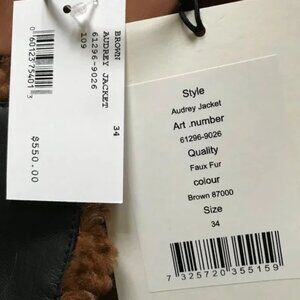 BROWN
AUDREY JACKET
61296-9026
109
34
$550.00
Style
Audrey Jacket
Art .number
61296-9026
Quality
Faux Fur
colour
Brown 87000
Size
34
7 325720 355159